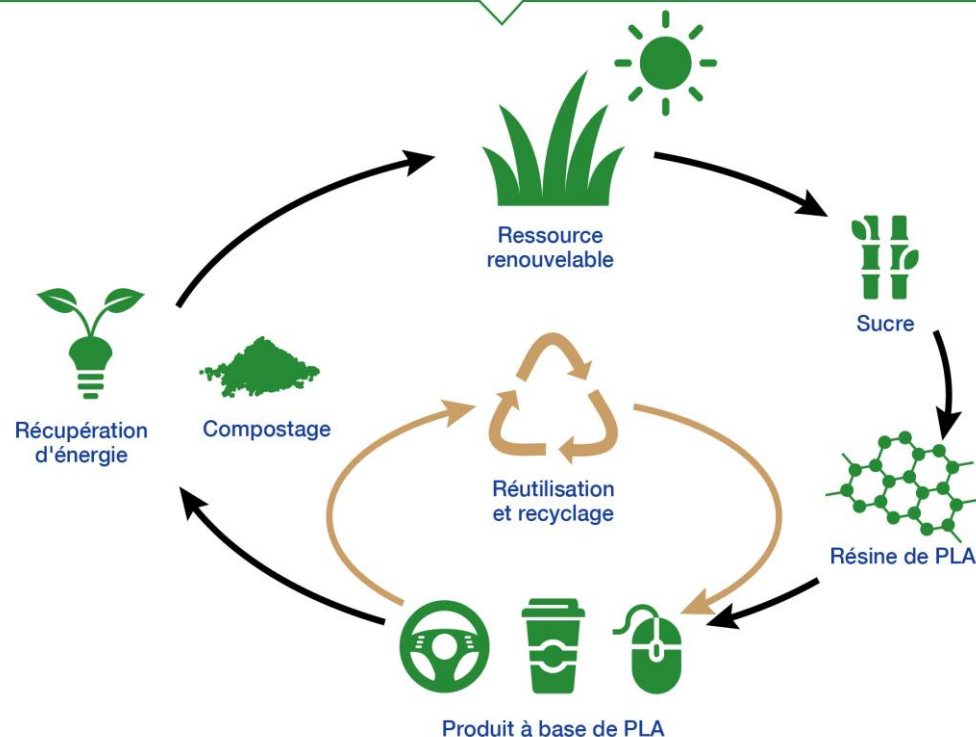 Ressource
renouvelable
Sucre
Récupération
d'énergie
Compostage
Réutilisation
et recyclage
Résine de PLA
Produit à base de PLA